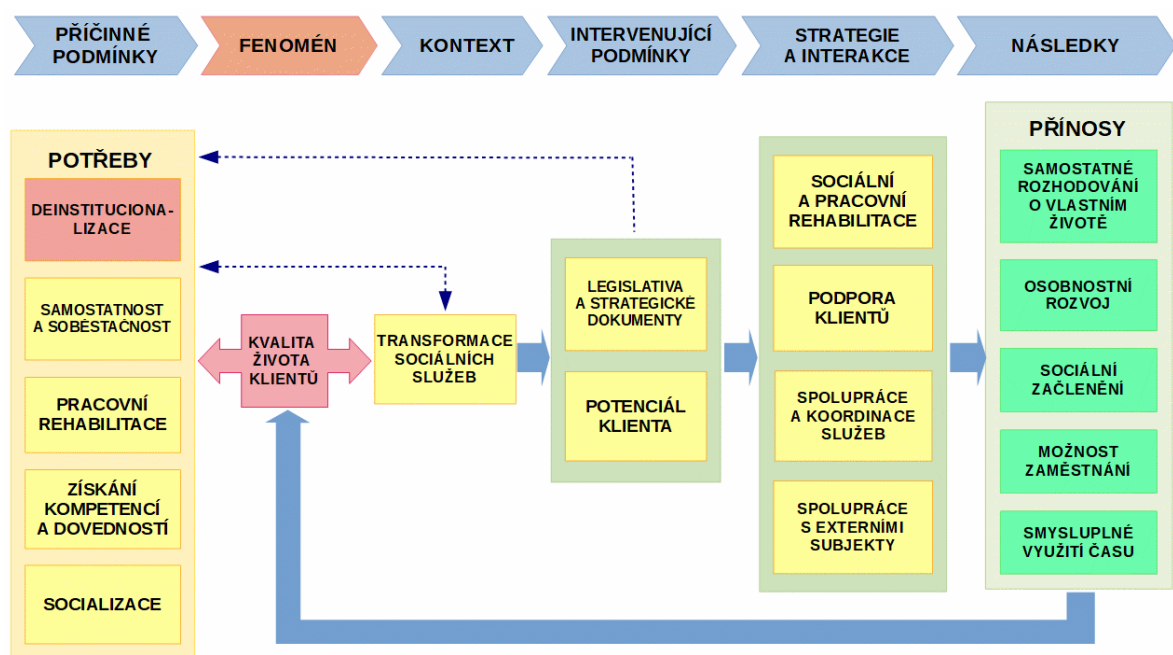 PŘÍČINNÉ
PODMÍNKY
FENOMÉN
KONTEXT
INTERVENUJÍCÍ
PODMÍNKY
STRATEGIE
A INTERAKCE
NÁSLEDKY
POTŘEBY
DEINSTITUCIONA-
LIZACE
SAMOSTATNOST
A SOBĚSTAČNOST
PRACOVNÍ
REHABILITACE
ZÍSKÁNÍ
KOMPETENCÍ
A DOVEDNOSTÍ
SOCIALIZACE
KVALITA
ŽIVOTA
KLIENTŮ
TRANSFORMACE
SOCIÁLNÍCH
SLUŽEB
LEGISLATIVA
A STRATEGICKÉ
DOKUMENTY
POTENCIÁL
KLIENTA
SOCIÁLNÍ
A PRACOVNÍ
REHABILITACE
PODPORA
KLIENTŮ
SPOLUPRÁCE
A KOORDINACE
SLUŽEB
SPOLUPRÁCE
S EXTERNÍMI
SUBJEKTY
PŘÍNOSY
SAMOSTATNÉ
ROZHODOVÁNÍ
O VLASTNÍM
ŽIVOTĚ
OSOBNOSTNÍ
ROZVOJ
SOCIÁLNÍ
ZAČLENĚNÍ
MOŽNOST
ZAMĚSTNÁNÍ
SMYSLUPLNÉ
VYUŽITÍ ČASU